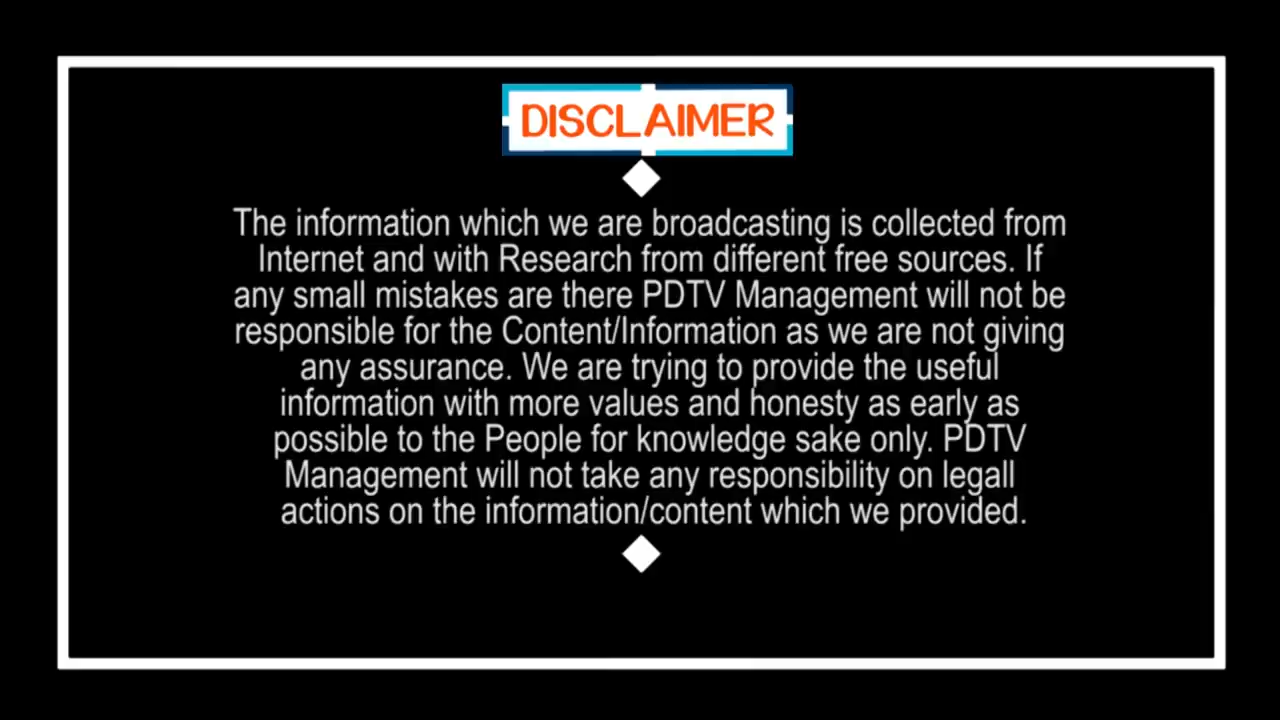 DISCLAIMER
The information which we are broadcasting is collected from
Internet and with Research from different free sources. If
any small mistakes are there PDTV Management will not be
responsible for the Content/Information as we are not giving
any assurance. We are trying to provide the useful
information with more values and honesty as early as
possible to the People for knowledge sake only. PDTV
Management will not take any responsibility on legall
actions on the information/content which we provided.